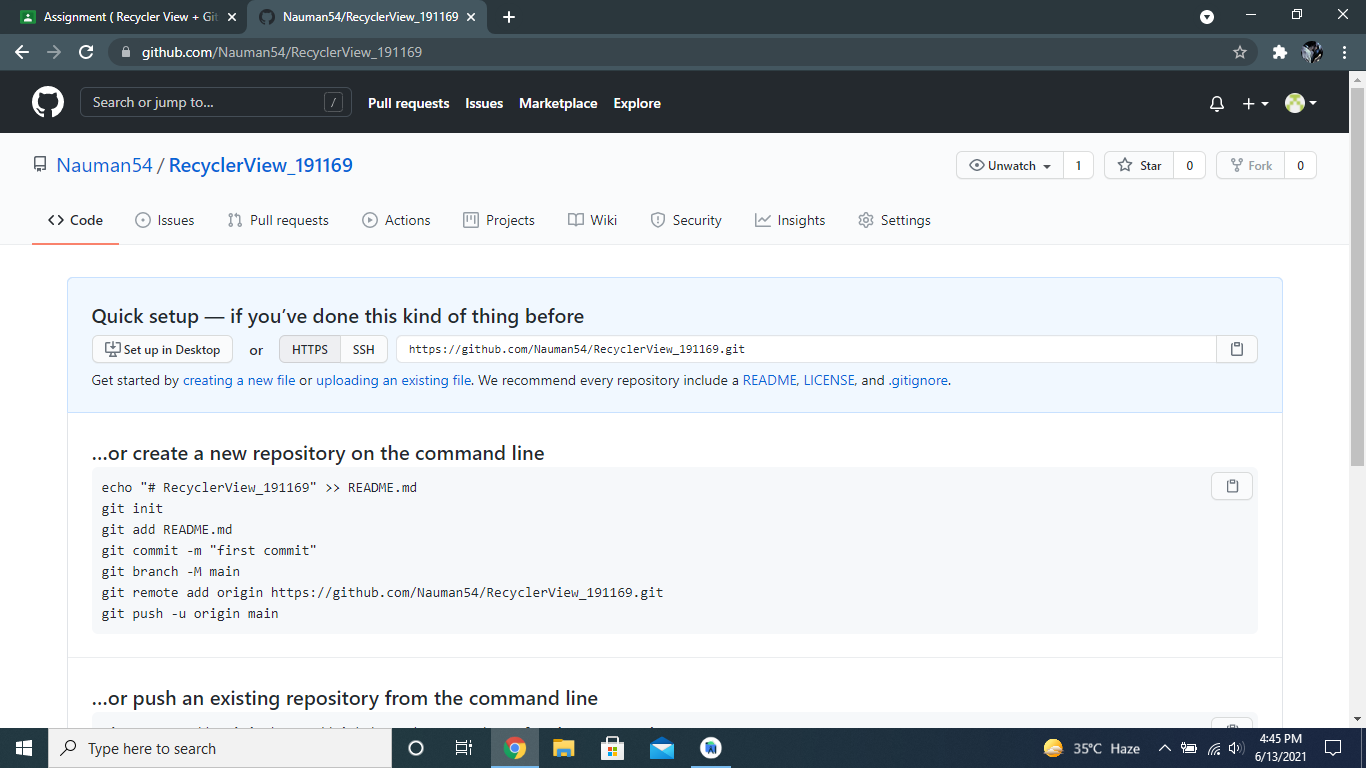 Assignment ( Recycler View + Git
Nauman54/RecyclerView_191169
github.com/Nauman54/RecyclerView_191169
Search or jump to...
/
Pull requests
Issues
Marketplace
Explore
Nauman54 / RecyclerView_191169
Unwatch
1
Star
0
Fork
0
Code
Issues
Pull requests
Actions
Projects
Wiki
Security
Insights
Settings
Quick setup — if you've done this kind of thing before
Set up in Desktop
or
HTTPS
SSH
https://github.com/Nauman54/RecyclerView_191169.git
Get started by creating a new file or uploading an existing file. We recommend every repository include a README, LICENSE, and .gitignore.
…or create a new repository on the command line
echo "# RecyclerView_191169" >> README.md
git init
git add README.md
git commit -m "first commit"
git branch -M main
git remote add origin https://github.com/Nauman54/RecyclerView_191169.git
git push -u origin main
…or push an existing repository from the command line
Type here to search
35°C Haze
4:45 PM
6/13/2021